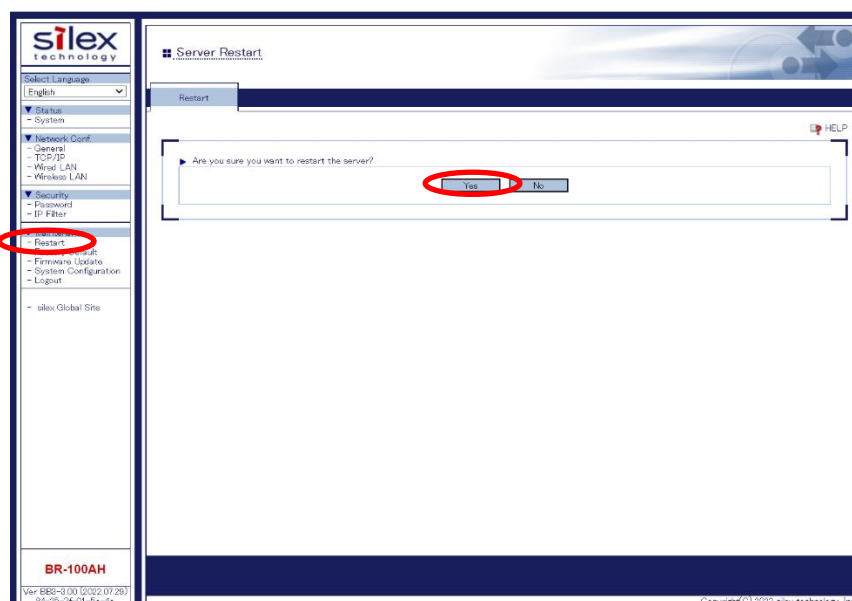 silex
technology
Select Language
English
▼ Status
- System
▼ Network Conf.
- General
- TCP/IP
- Wired LAN
- Wireless LAN
▼ Security
- Password
- IP Filter
- Restart
- Firmware Update
- System Configuration
- Logout
- silex Global Site
BR-100AH
Ver BB3-3.00 (2022.07.29)
Server Restart
Restart
HELP
Are you sure you want to restart the server?
Yes No